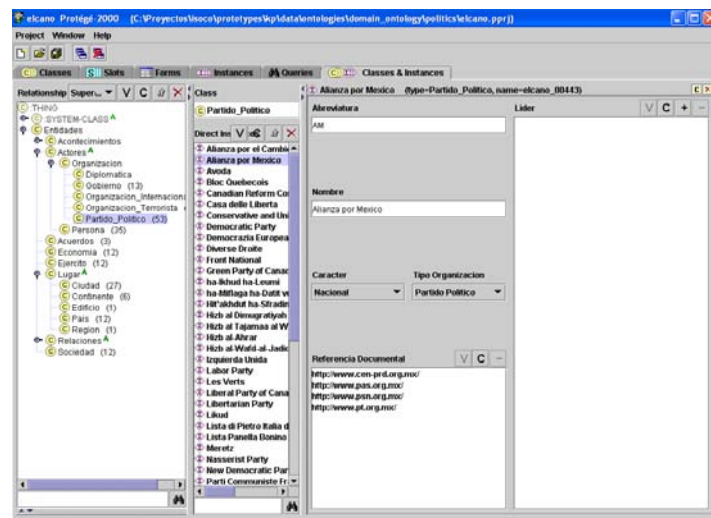 elcano Protégé-2000 (C:\Proyectos\isoco\prototypes\kp\data\ontologies\domain_ontology\politics\elcano.pprj)
Project Window Help
Classes Slots Forms Instances Queries Classes & Instances
Relationship Super... V C
THING
SYSTEM-CLASS A
Entidades
Acontecimientos
Actores A
Organizacion
Diplomatica
Gobierno (13)
Organizacion_Internaciona
Organizacion_Terrorista
Partido_Politico (53)
Persona (35)
Acuerdos (3)
Economia (12)
Ejercito (12)
Lugar A
Ciudad (27)
Continente (6)
Edificio (1)
Pais (12)
Region (1)
Relaciones A
Sociedad (12)
Class
Partido_Politico
Direct Ins V
Alianza por el Cambio
Alianza por Mexico
Avoda
Bloc Quebecois
Canadian Reform Co
Casa delle Liberta
Conservative and Uni
Democratic Party
Democrazia Europea
Diverse Droite
Front National
Green Party of Canad
ha-Ikhud ha-Leumi
ha-Miflaga ha-Datit ve
Hit'akhdut ha-Sfradin
Hizb al Dimugratiyah
Hizb al Tajamaa al W
Hizb al-Ahrar
Hizb al-Wafd-al-Jadic
Izquierda Unida
Labor Party
Les Verts
Liberal Party of Cana
Libertarian Party
Likud
Lista di Pietro Italia d
Lista Panella Bonino
Meretz
Nasserist Party
New Democratic Par
Parti Communiste Fr
Alianza por Mexico (type=Partido_Politico, name=elcano_00443)
C X
Abreviatura
AM
Nombre
Alianza por Mexico
Caracter Tipo Organizacion
Nacional Partido Politico
Referencia Documental V C –
http://www.cen-prd.org.mx/
http://www.pas.org.mx/
http://www.psn.org.mx/
http://www.pt.org.mx/
Lider V C + –